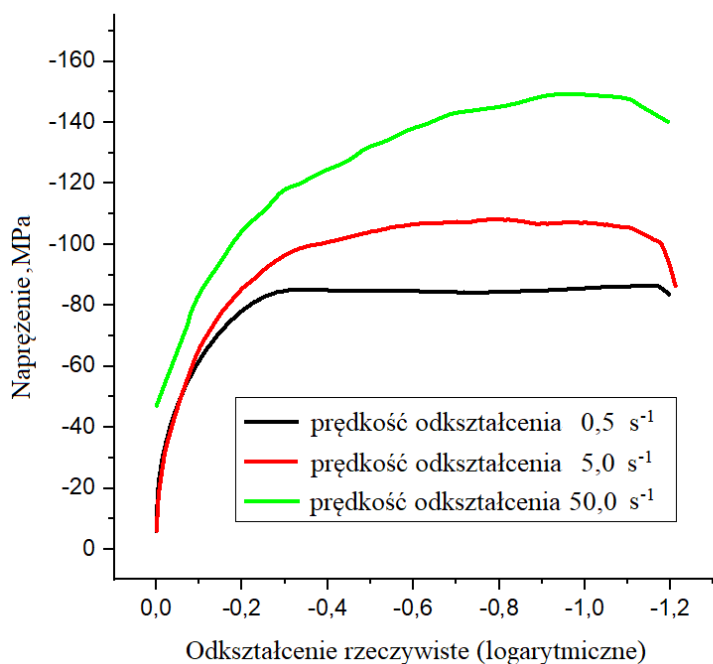 Naprężenie,MPa
-160
-140
-120
-100
-80
-60
-40
-20
0
prędkość odkształcenia 0,5 s⁻¹
prędkość odkształcenia 5,0 s⁻¹
prędkość odkształcenia 50,0 s⁻¹
0,0 -0,2 -0,4 -0,6 -0,8 -1,0 -1,2
Odkształcenie rzeczywiste (logarytmiczne)